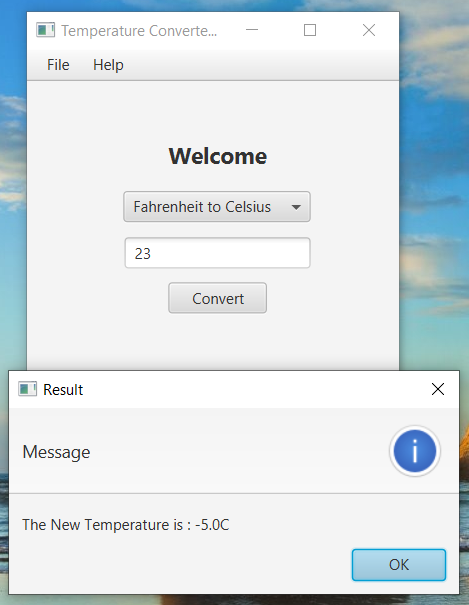 Temperature Converte...
File Help
Welcome
Fahrenheit to Celsius
23
Convert
Result
Message
i
The New Temperature is : -5.0C
OK